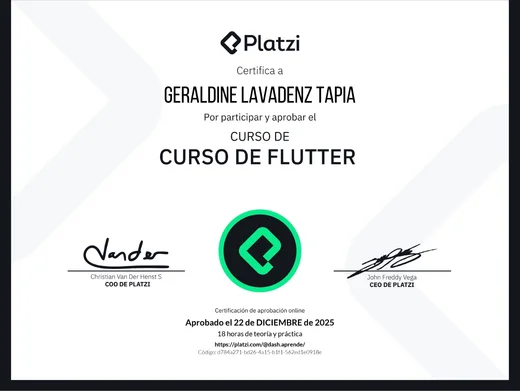 Platzi
Certifica a
GERALDINE LAVADENZ TAPIA
Por participar y aprobar el
CURSO DE
CURSO DE FLUTTER
Christian Van Der Henst S
COO DE PLATZI
John Freddy Vega
CEO DE PLATZI
Certificación de aprobación online
Aprobado el 22 de DICIEMBRE de 2025
18 horas de teoría y práctica
https://platzi.com/@dash.aprende/
Código: